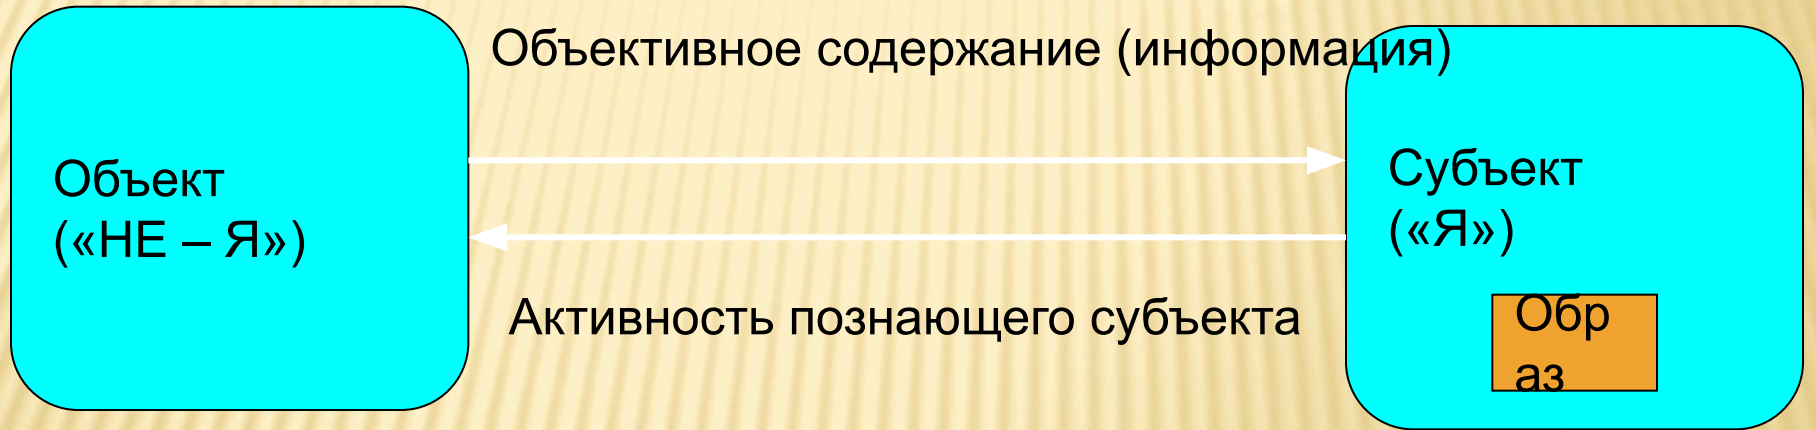 Объективное содержание (информация)
Объект
(«НЕ – Я»)
Субъект
(«Я»)
Активность познающего субъекта
Обр
аз